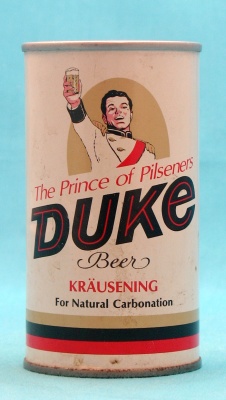 The Prince of Pilseners
DUKE
Beer
KRÄUSENING
For Natural Carbonation